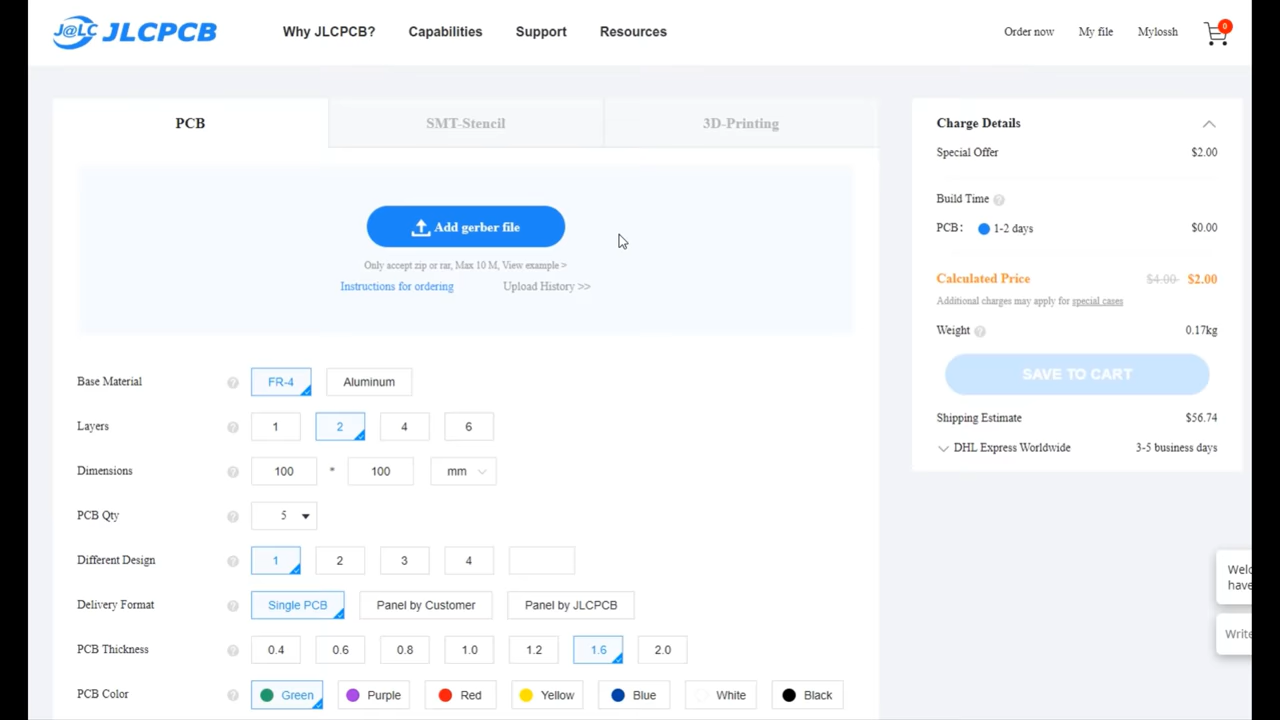 J@LC JLCPCB
Why JLCPCB? Capabilities Support Resources
Order now My file Mylossh 0
PCB SMT-Stencil 3D-Printing
Add gerber file
Only accept zip or rar, Max 10 M, View example >
Instructions for ordering Upload History >>
Base Material ? FR-4 Aluminum
Layers ? 1 2 4 6
Dimensions ? 100 * 100 mm
PCB Qty ? 5
Different Design ? 1 2 3 4
Delivery Format ? Single PCB Panel by Customer Panel by JLCPCB
PCB Thickness ? 0.4 0.6 0.8 1.0 1.2 1.6 2.0
PCB Color ? Green Purple Red Yellow Blue White Black
Charge Details
Special Offer $2.00
Build Time ?
PCB: 1-2 days $0.00
Calculated Price $4.00 $2.00
Additional charges may apply for special cases
Weight ? 0.17kg
SAVE TO CART
Shipping Estimate $56.74
DHL Express Worldwide 3-5 business days
Welc
have
Write